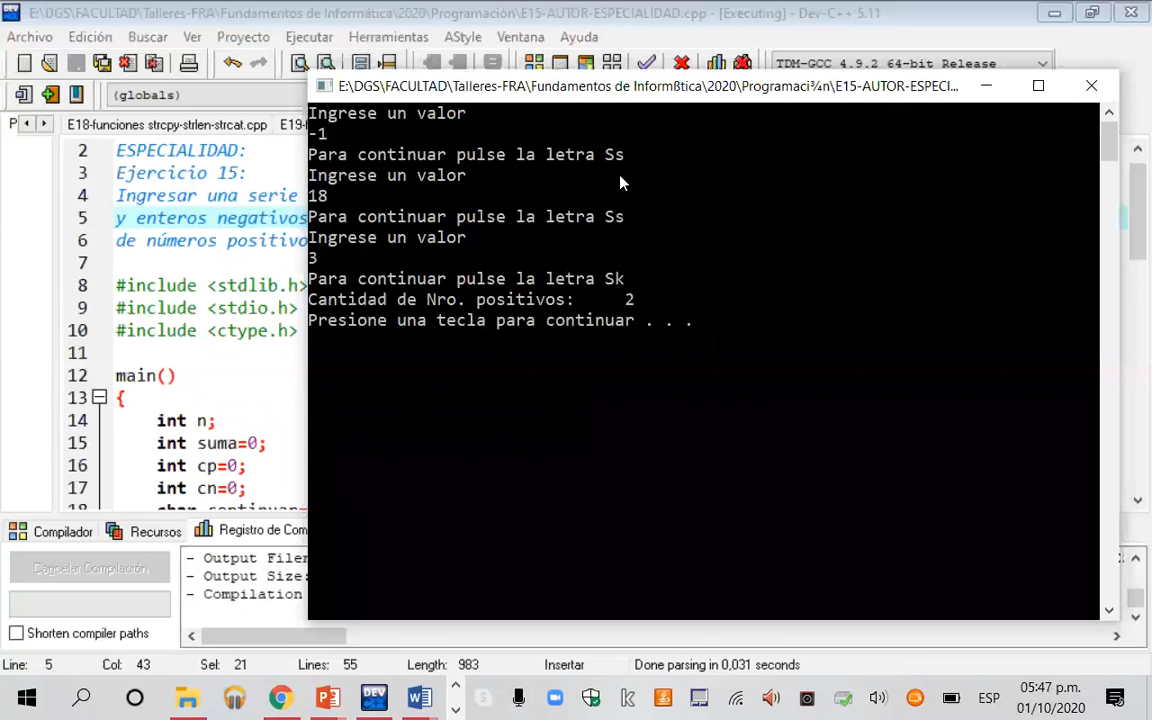 E:\DGS\FACULTAD\Talleres-FRA\Fundamentos de Informática\2020\Programación\E15-AUTOR-ESPECIALIDAD.cpp - [Executing] - Dev-C++ 5.11
Archivo Edición Buscar Ver Proyecto Ejecutar Herramientas AStyle Ventana Ayuda
TDM-GCC 4.9.2 64-bit Release
(globals)
E:\DGS\FACULTAD\Talleres-FRA\Fundamentos de Informßtica\2020\Programaci¾n\E15-AUTOR-ESPECI...
P E18-funciones strcpy-strlen-strcat.cpp E19-
Ingrese un valor
-1
Para continuar pulse la letra Ss
Ingrese un valor
18
Para continuar pulse la letra Ss
Ingrese un valor
3
Para continuar pulse la letra Sk
Cantidad de Nro. positivos: 2
Presione una tecla para continuar . . .
2 ESPECIALIDAD:
3 Ejercicio 15:
4 Ingresar una serie
5 y enteros negativos
6 de números positivo
7
8 #include <stdlib.h>
9 #include <stdio.h>
10 #include <ctype.h>
11
12 main()
13 {
14 int n;
15 int suma=0;
16 int cp=0;
17 int cn=0;
18 char continuar=
Compilador Recursos Registro de Com
Cancelar Compilación
Shorten compiler paths
- Output Filen
- Output Size:
- Compilation
Line: 5 Col: 43 Sel: 21 Lines: 55 Length: 983 Insertar Done parsing in 0,031 seconds
DEV
ESP
05:47 p.m.
01/10/2020